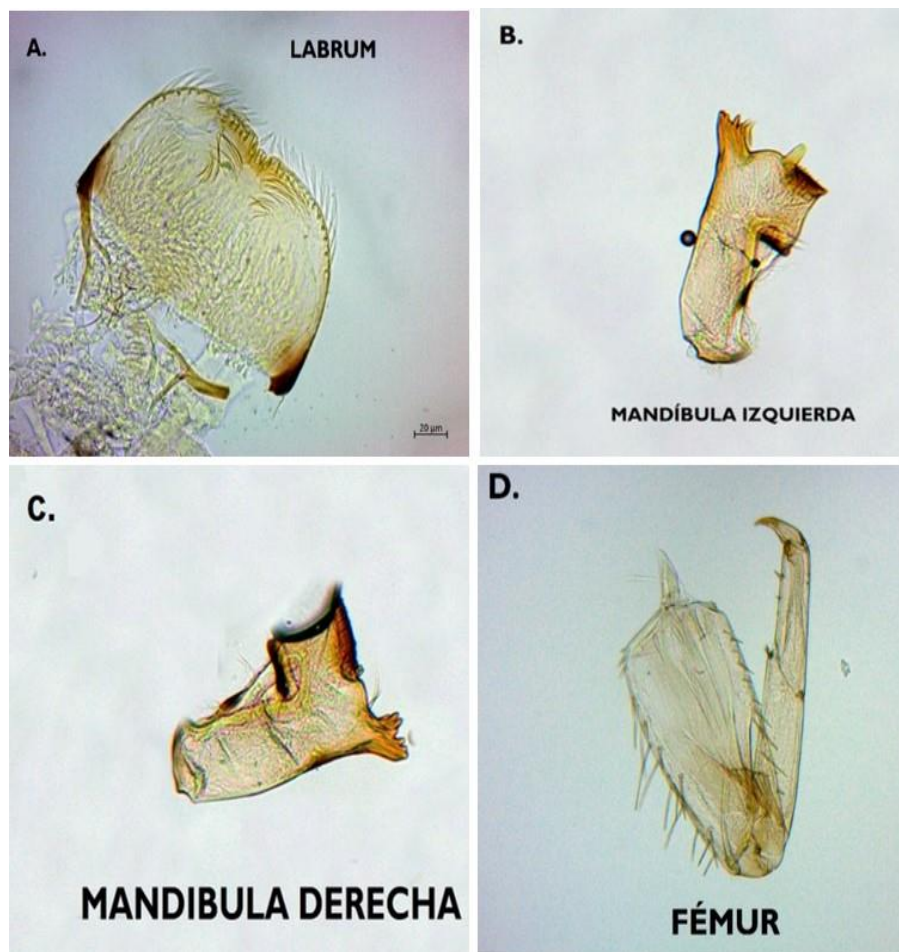 A.
LABRUM
20 µm
B.
MANDÍBULA IZQUIERDA
C.
MANDIBULA DERECHA
D.
FÉMUR